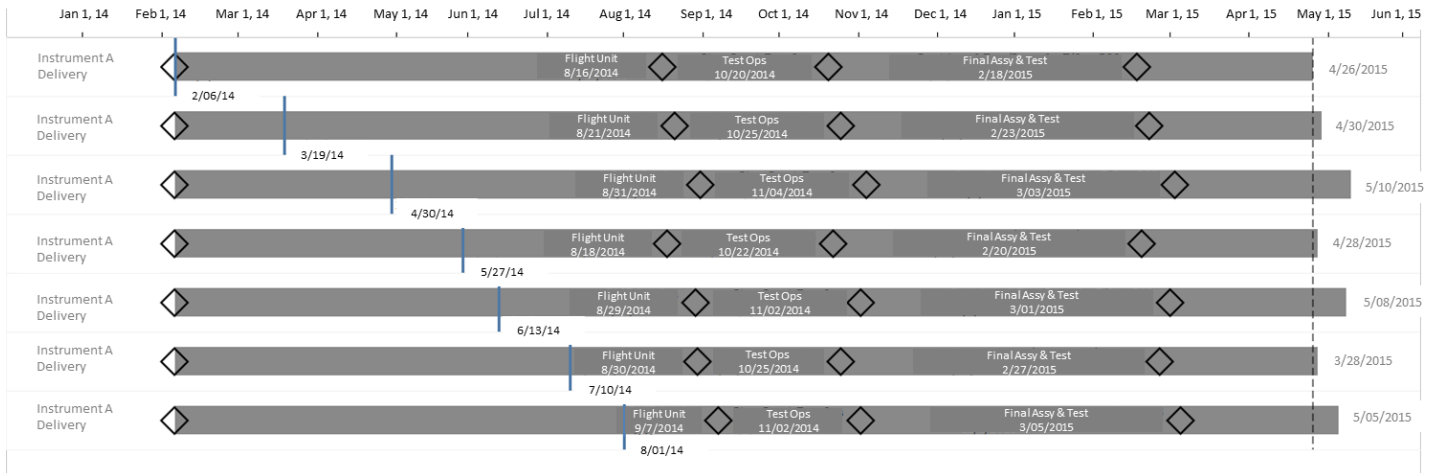 Jan 1, 14 Feb 1, 14 Mar 1, 14 Apr 1, 14 May 1, 14 Jun 1, 14 Jul 1, 14 Aug 1, 14 Sep 1, 14 Oct 1, 14 Nov 1, 14 Dec 1, 14 Jan 1, 15 Feb 1, 15 Mar 1, 15 Apr 1, 15 May 1, 15 Jun 1, 15
Instrument A Flight Unit Test Ops Final Assy & Test
Delivery 8/16/2014 10/20/2014 2/18/2015 4/26/2015
2/06/14
Instrument A Flight Unit Test Ops Final Assy & Test
Delivery 8/21/2014 10/25/2014 2/23/2015 4/30/2015
3/19/14
Instrument A Flight Unit Test Ops Final Assy & Test
Delivery 8/31/2014 11/04/2014 3/03/2015 5/10/2015
4/30/14
Instrument A Flight Unit Test Ops Final Assy & Test
Delivery 8/18/2014 10/22/2014 2/20/2015 4/28/2015
5/27/14
Instrument A Flight Unit Test Ops Final Assy & Test
Delivery 8/29/2014 11/02/2014 3/01/2015 5/08/2015
6/13/14
Instrument A Flight Unit Test Ops Final Assy & Test
Delivery 8/30/2014 10/25/2014 2/27/2015 3/28/2015
7/10/14
Instrument A Flight Unit Test Ops Final Assy & Test
Delivery 9/7/2014 11/02/2014 3/05/2015 5/05/2015
8/01/14